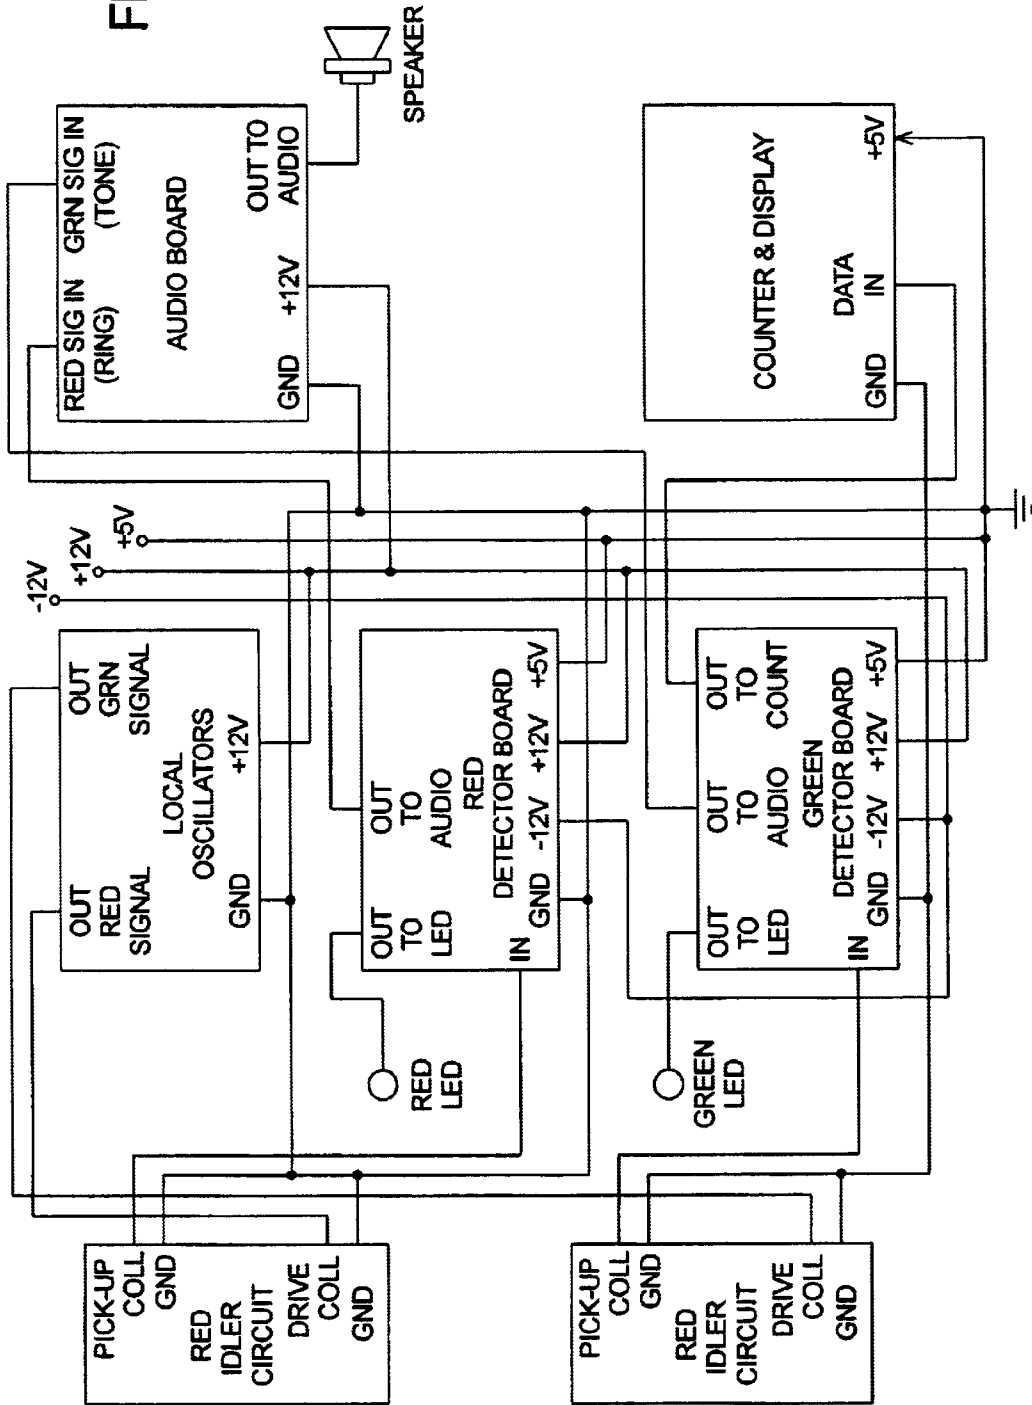 F
PICK-UP
COLL
GND
RED
IDLER
CIRCUIT
DRIVE
COLL
GND
PICK-UP
COLL
GND
RED
IDLER
CIRCUIT
DRIVE
COLL
GND
OUT
RED
SIGNAL
OUT
GRN
SIGNAL
LOCAL
OSCILLATORS
GND
+12V
-12V
+12V
+5V
RED SIG IN
(RING)
GRN SIG IN
(TONE)
AUDIO BOARD
GND
+12V
OUT TO
AUDIO
SPEAKER
RED
LED
OUT
TO
LED
OUT
TO
AUDIO
RED
DETECTOR BOARD
IN
GND
-12V
+12V
+5V
GREEN
LED
OUT
TO
LED
OUT
TO
AUDIO
OUT
TO
COUNT
GREEN
DETECTOR BOARD
IN
GND
-12V
+12V
+5V
COUNTER & DISPLAY
GND
DATA
IN
+5V